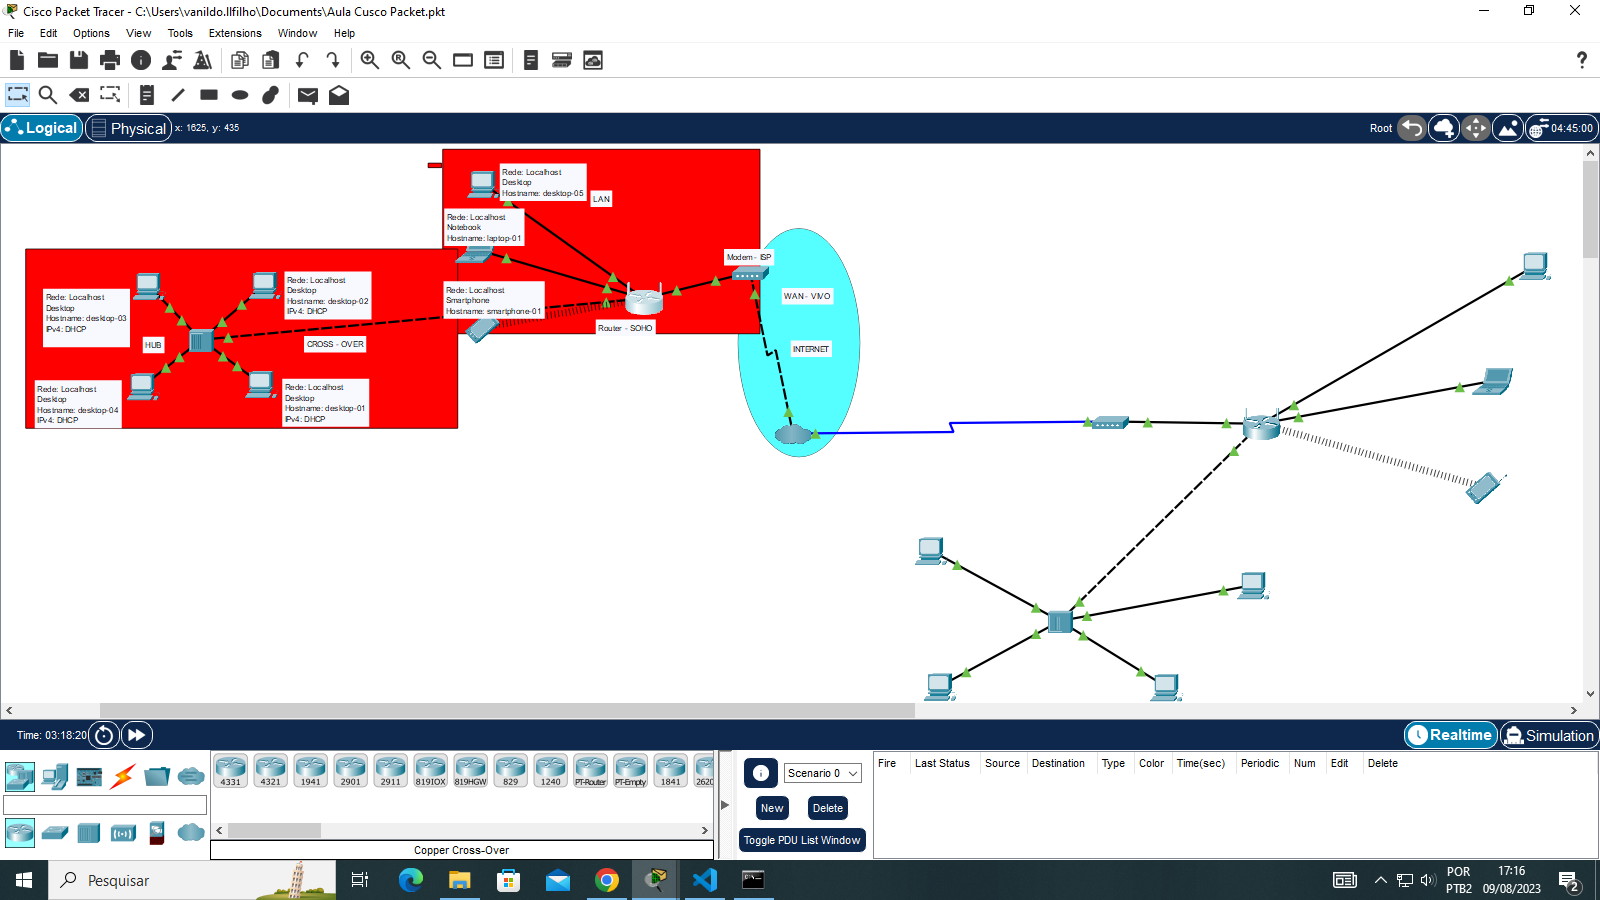 Cisco Packet Tracer - C:\Users\vanildo.llfilho\Documents\Aula Cusco Packet.pkt
File Edit Options View Tools Extensions Window Help
Logical Physical x: 1625, y: 435
Root 04:45:00
Rede: Localhost
Desktop
Hostname: desktop-05
LAN
Rede: Localhost
Notebook
Hostname: laptop-01
Modem - ISP
Rede: Localhost
Desktop
Hostname: desktop-03
IPv4: DHCP
Rede: Localhost
Desktop
Hostname: desktop-02
IPv4: DHCP
Rede: Localhost
Smartphone
Hostname: smartphone-01
WAN - VIVO
Router - SOHO
HUB
CROSS - OVER
INTERNET
Rede: Localhost
Desktop
Hostname: desktop-04
IPv4: DHCP
Rede: Localhost
Desktop
Hostname: desktop-01
IPv4: DHCP
Time: 03:18:20
Realtime Simulation
4331 4321 1941 2901 2911 819IOX 819HGW 829 1240 PT-Router PT-Empty 1841 2620
Copper Cross-Over
Scenario 0
New Delete
Toggle PDU List Window
Fire Last Status Source Destination Type Color Time(sec) Periodic Num Edit Delete
Pesquisar
POR
PTB2
17:16
09/08/2023
2